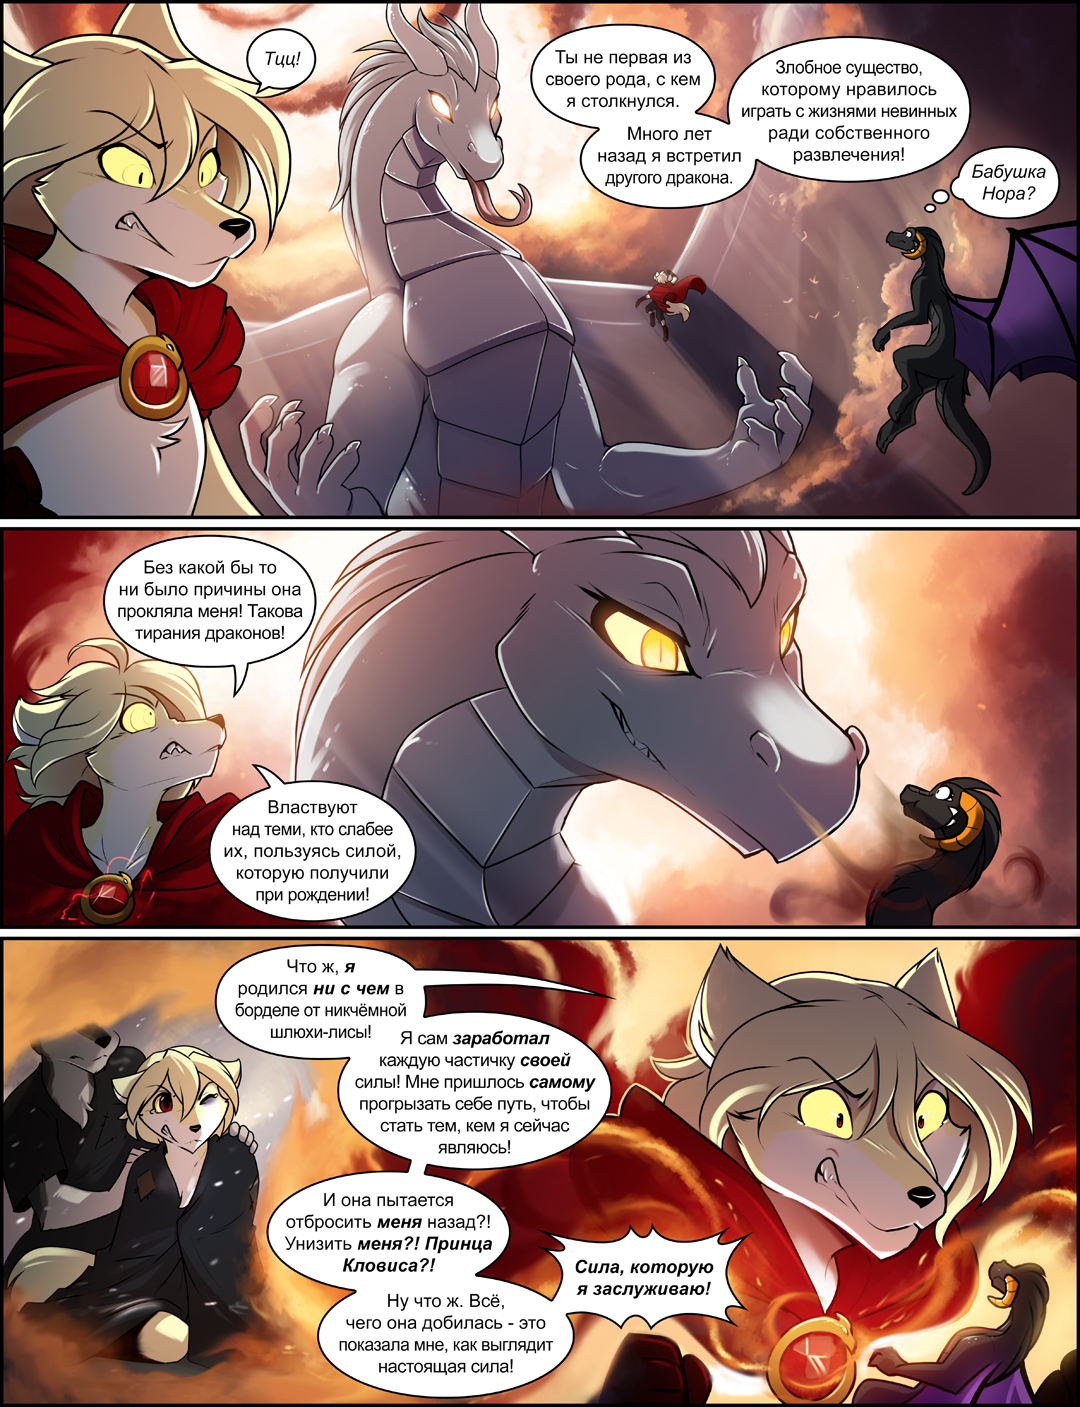 Тцц!
Ты не первая из
своего рода, с кем
я столкнулся.
Много лет
назад я встретил
другого дракона.
Злобное существо,
которому нравилось
играть с жизнями невинных
ради собственного
развлечения!
Бабушка
Нора?
Без какой бы то
ни было причины она
прокляла меня! Такова
тирания драконов!
Властвуют
над теми, кто слабее
их, пользуясь силой,
которую получили
при рождении!
Что ж, я
родился ни с чем в
борделе от никчёмной
шлюхи-лисы!
Я сам заработал
каждую частичку своей
силы! Мне пришлось самому
прогрызать себе путь, чтобы
стать тем, кем я сейчас
являюсь!
И она пытается
отбросить меня назад?!
Унизить меня?! Принца
Кловиса?!
Ну что ж. Всё,
чего она добилась - это
показала мне, как выглядит
настоящая сила!
Сила, которую
я заслуживаю!